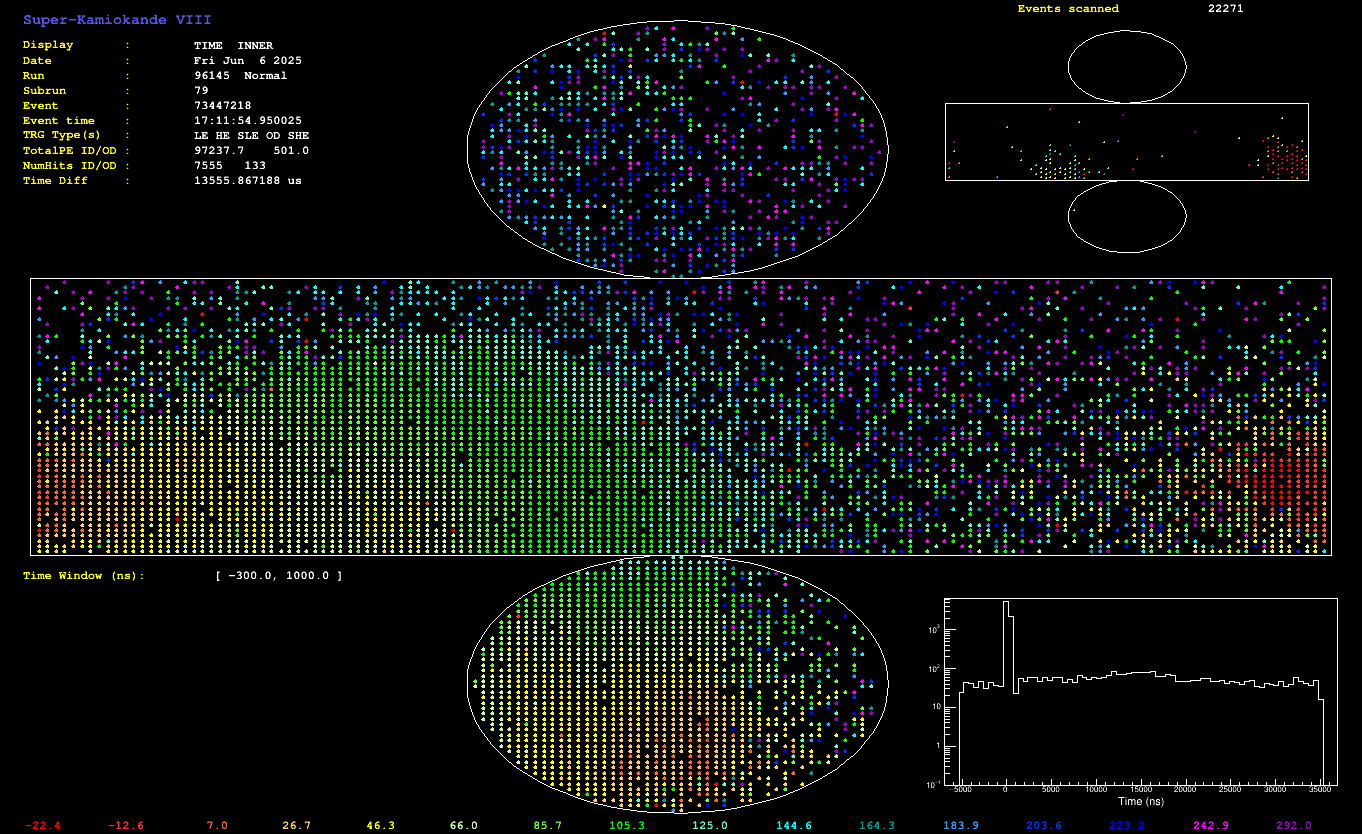 Super-Kamiokande VIII
Display : TIME INNER
Date : Fri Jun 6 2025
Run : 96145 Normal
Subrun : 79
Event : 73447218
Event time : 17:11:54.950025
TRG Type(s) : LE HE SLE OD SHE
TotalPE ID/OD : 97237.7 501.0
NumHits ID/OD : 7555 133
Time Diff : 13555.867188 us
Events scanned 22271
Time Window (ns): [ -300.0, 1000.0 ]
10³
10²
10
1
10⁻¹
-5000 0 5000 10000 15000 20000 25000 30000 35000
Time (ns)
-22.4 -12.6 7.0 26.7 46.3 66.0 85.7 105.3 125.0 144.6 164.3 183.9 203.6 223.2 242.9 292.0